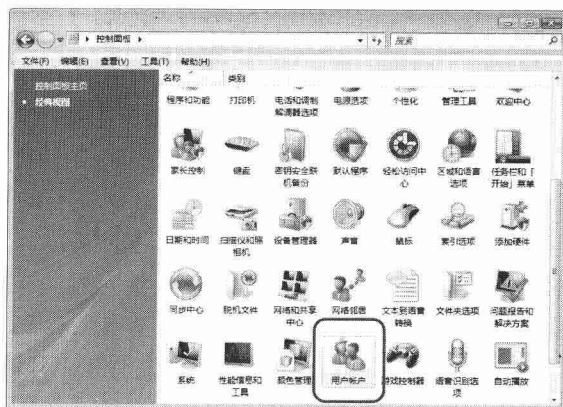 控制面板
搜索
文件(F) 编辑(E) 查看(V) 工具(T) 帮助(H)
控制面板主页
经典视图
名称 类别
程序和功能 打印机 电话和调制解调器选项 电源选项 个性化 管理工具 欢迎中心
家长控制 键盘 密钥安全联机备份 默认程序 轻松访问中心 区域和语言选项 任务栏和「开始」菜单
日期和时间 扫描仪和照相机 设备管理器 声音 鼠标 索引选项 添加硬件
同步中心 脱机文件 网络和共享中心 网络邻居 文本到语音转换 文件夹选项 问题报告和解决方案
系统 性能信息和工具 颜色管理 用户帐户 游戏控制器 语音识别选项 自动播放